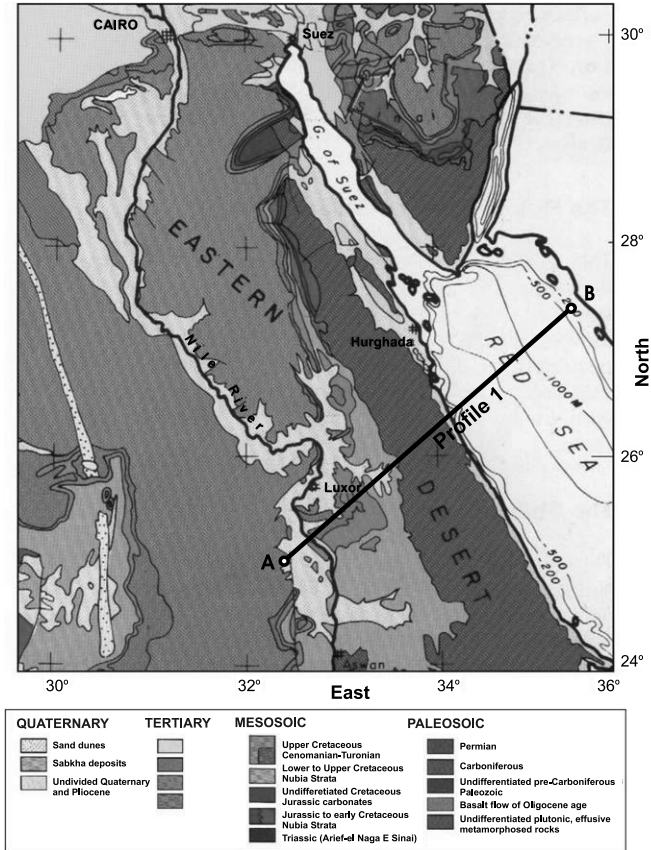 CAIRO
Suez
30°
Sinai
G. of Suez
EASTERN
28°
-500
-200
B
Nile River
Hurghada
RED SEA
-1000 M
North
Profile 1
26°
Luxor
A
DESERT
-500
-200
Aswan
24°
30°
32°
34°
36°
East
QUATERNARY
Sand dunes
Sabkha deposits
Undivided Quaternary
and Pliocene
TERTIARY
MESOSOIC
Upper Cretaceous
Cenomanian-Turonian
Lower to Upper Cretaceous
Nubia Strata
Undiffetiated Cretaceous
Jurassic carbonates
Jurassic to early Cretaceous
Nubia Strata
Triassic (Arief-el Naga E Sinai)
PALEOSOIC
Permian
Carboniferous
Undifferentiated pre-Carboniferous
Paleozoic
Basalt flow of Oligocene age
Undifferentiated plutonic, effusive
metamorphosed rocks